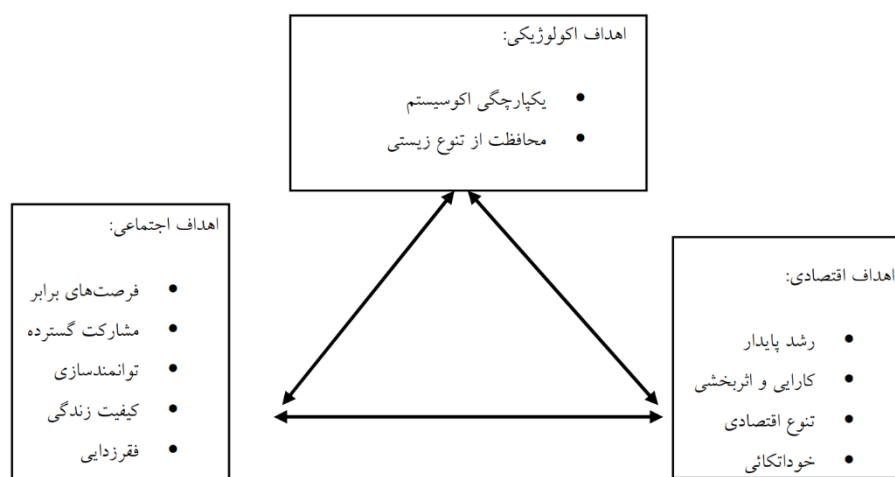 اهداف اکولوژیکی:
● یکپارچگی اکوسیستم
● محافظت از تنوع زیستی
اهداف اجتماعی:
● فرصت‌های برابر
● مشارکت گسترده
● توانمندسازی
● کیفیت زندگی
● فقرزدایی
اهداف اقتصادی:
● رشد پایدار
● کارایی و اثربخشی
● تنوع اقتصادی
● خوداتکائی